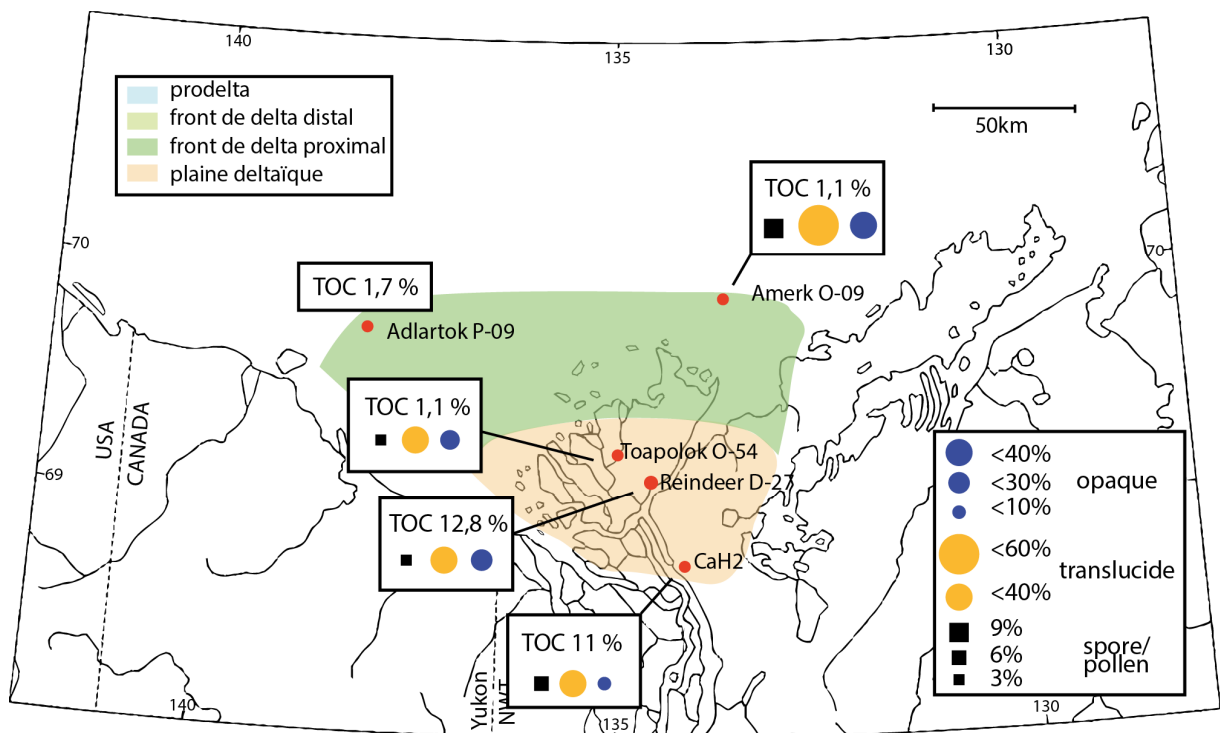 140
135
130
prodelta
front de delta distal
front de delta proximal
plaine deltaïque
50km
TOC 1,1 %
70
70
TOC 1,7 %
Amerk O-09
Adlartok P-09
TOC 1,1 %
USA
CANADA
69
Toapolok O-54
Reindeer D-27
TOC 12,8 %
CaH2
TOC 11 %
<40%
<30%
<10%
opaque
<60%
<40%
translucide
9%
6%
3%
spore/
pollen
140
Yukon
NWT
135
130